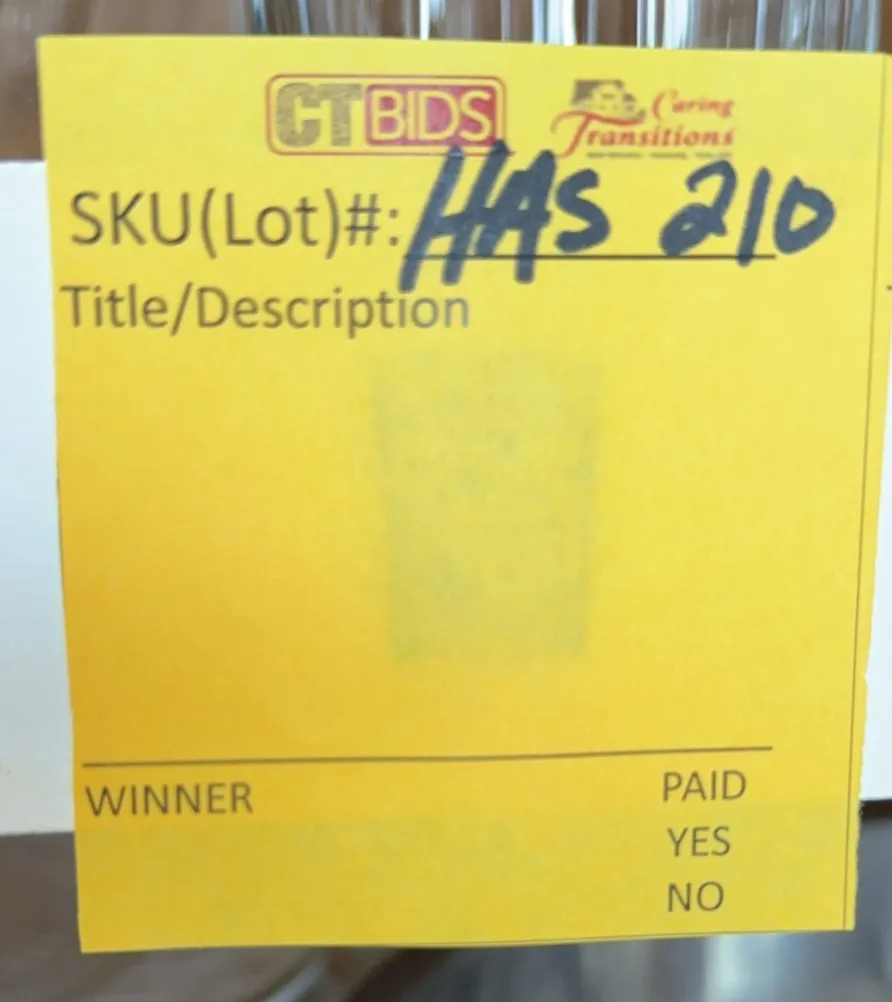 CTBIDS Caring
Transitions
SKU(Lot)#: HAS 210
Title/Description
WINNER PAID
YES
NO